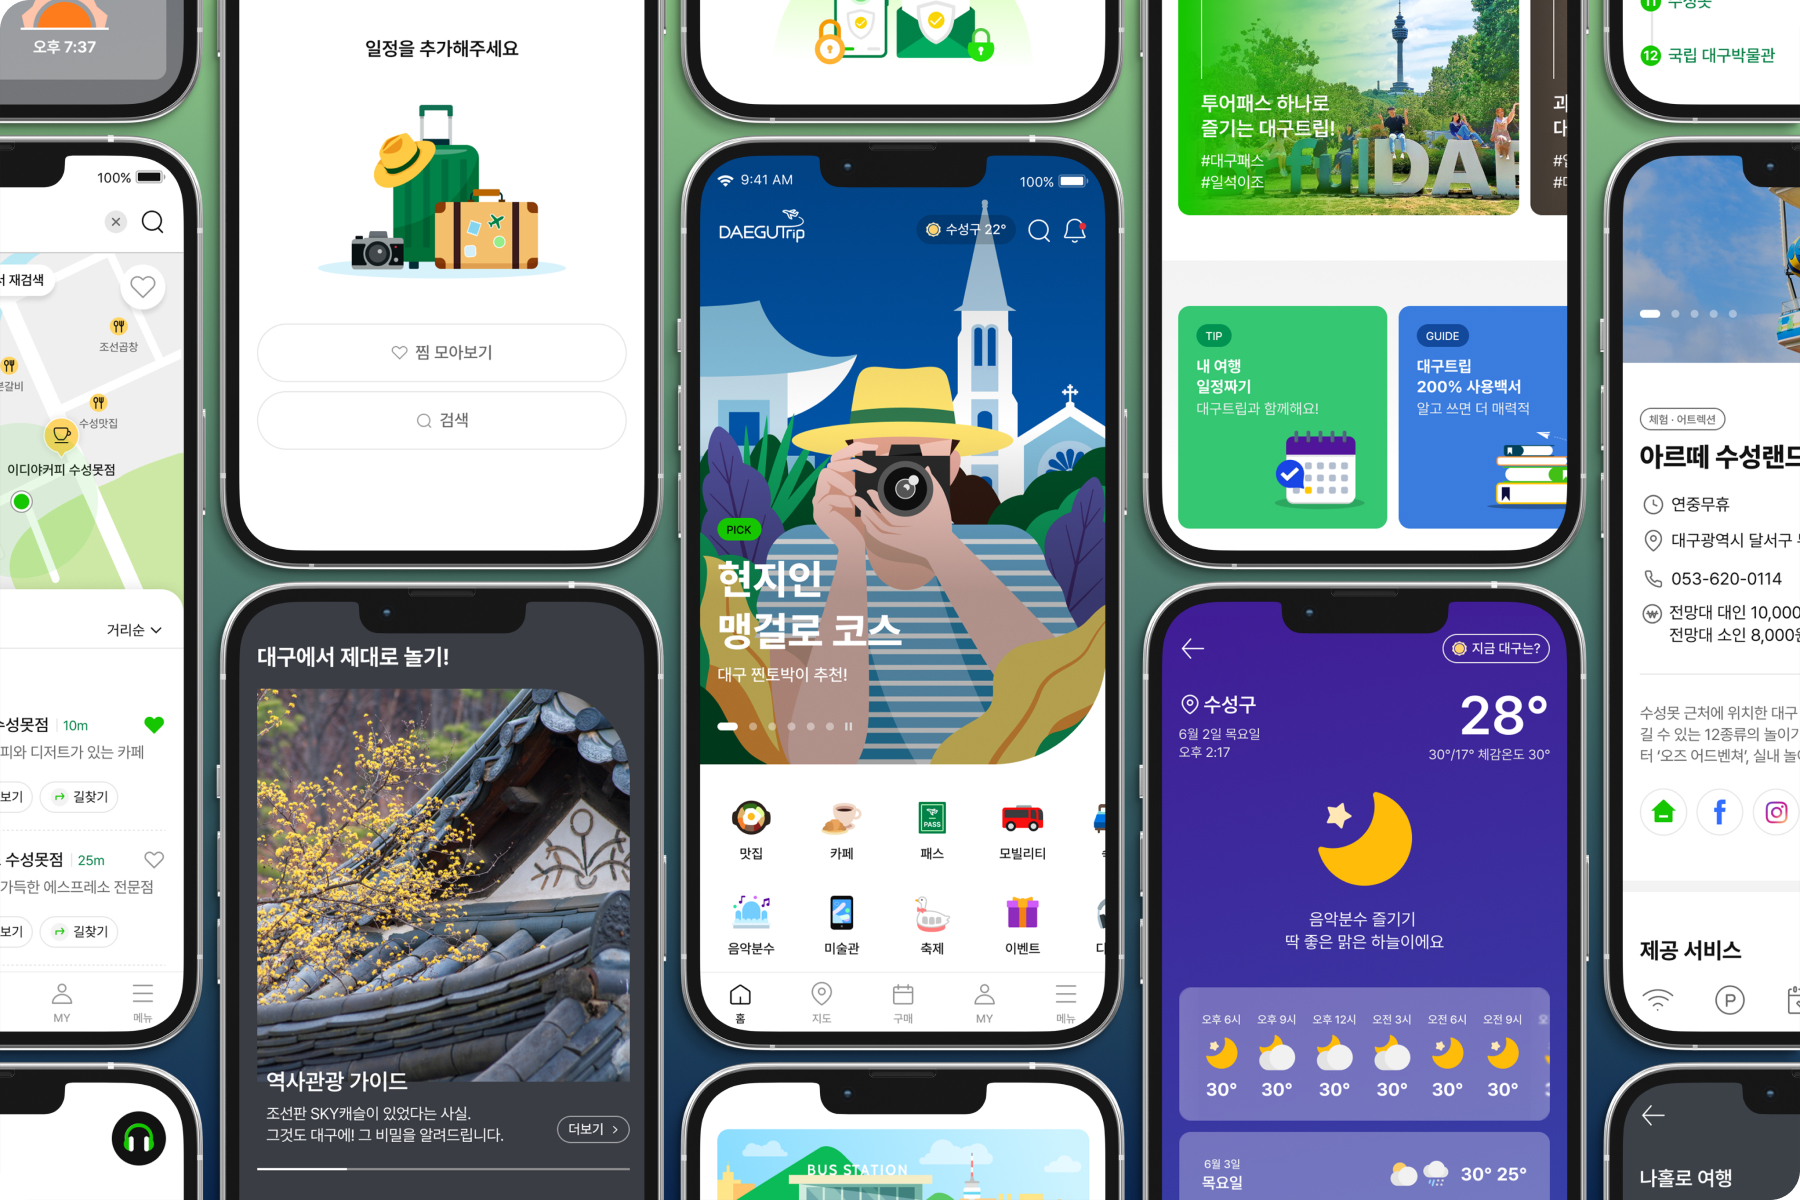 오후 7:37
100%
서 재검색
조선곱창
본갈비
수성맛집
이디야커피 수성못점
거리순
수성못점
10m
피와 디저트가 있는 카페
보기
길찾기
수성못점
25m
가득한 에스프레소 전문점
보기
길찾기
MY
메뉴
일정을 추가해주세요
찜 모아보기
검색
대구에서 제대로 놀기!
역사관광 가이드
조선판 SKY캐슬이 있었다는 사실.
그것도 대구에! 그 비밀을 알려드립니다.
더보기
9:41 AM
100%
DAEGUTrip
수성구 22°
PICK
현지인
맹걸로 코스
대구 찐토박이 추천!
맛집
카페
PASS
패스
모빌리티
음악분수
미술관
축제
이벤트
홈
지도
구매
MY
메뉴
BUS STATION
투어패스 하나로
즐기는 대구트립!
#대구패스
#일석이조
fulDAE
TIP
내 여행
일정짜기
대구트립과 함께해요!
GUIDE
대구트립
200% 사용백서
알고 쓰면 더 매력적
지금 대구는?
수성구
6월 2일 목요일
오후 2:17
28°
30°/17° 체감온도 30°
음악분수 즐기기
딱 좋은 맑은 하늘이에요
오후 6시 오후 9시 오후 12시 오전 3시 오전 6시 오전 9시
30° 30° 30° 30° 30° 30°
6월 3일
목요일
30° 25°
11 수성못
12 국립 대구박물관
체험 · 어트렉션
아르떼 수성랜드
연중무휴
대구광역시 달서구
053-620-0114
전망대 대인 10,000
전망대 소인 8,000원
수성못 근처에 위치한 대구
길 수 있는 12종류의 놀이기
터 ‘오즈 어드벤쳐’, 실내 놀이
제공 서비스
P
나홀로 여행